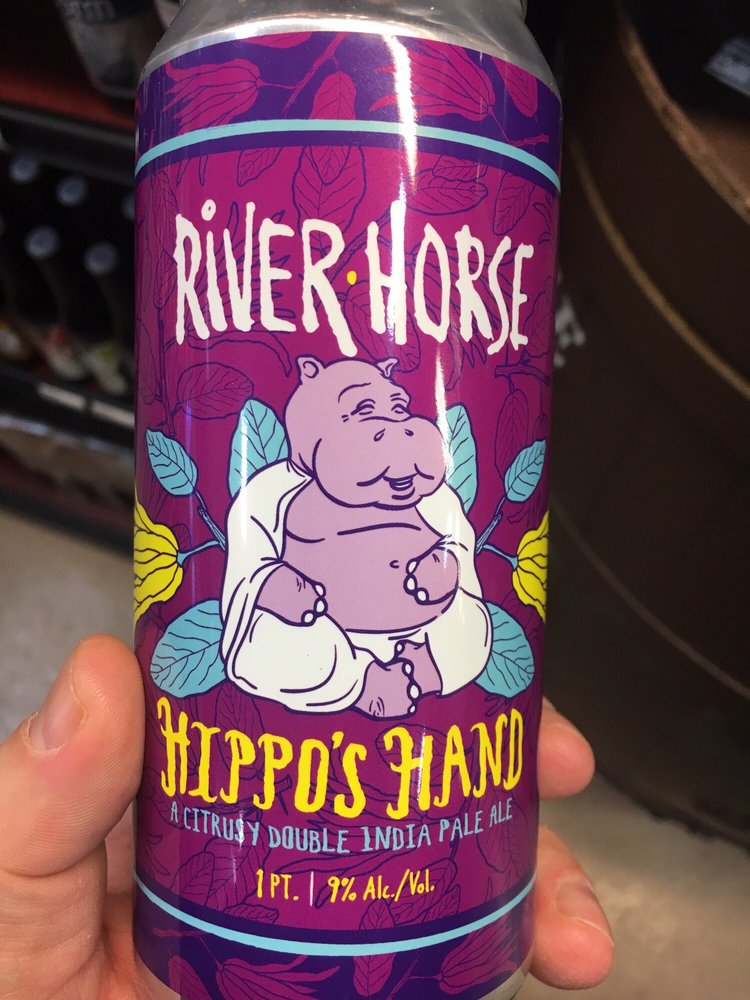 RiVER·HORSE
HIPPO'S HAND
A CITRUSY DOUBLE INDIA PALE ALE
1 PT. | 9% Alc./Vol.